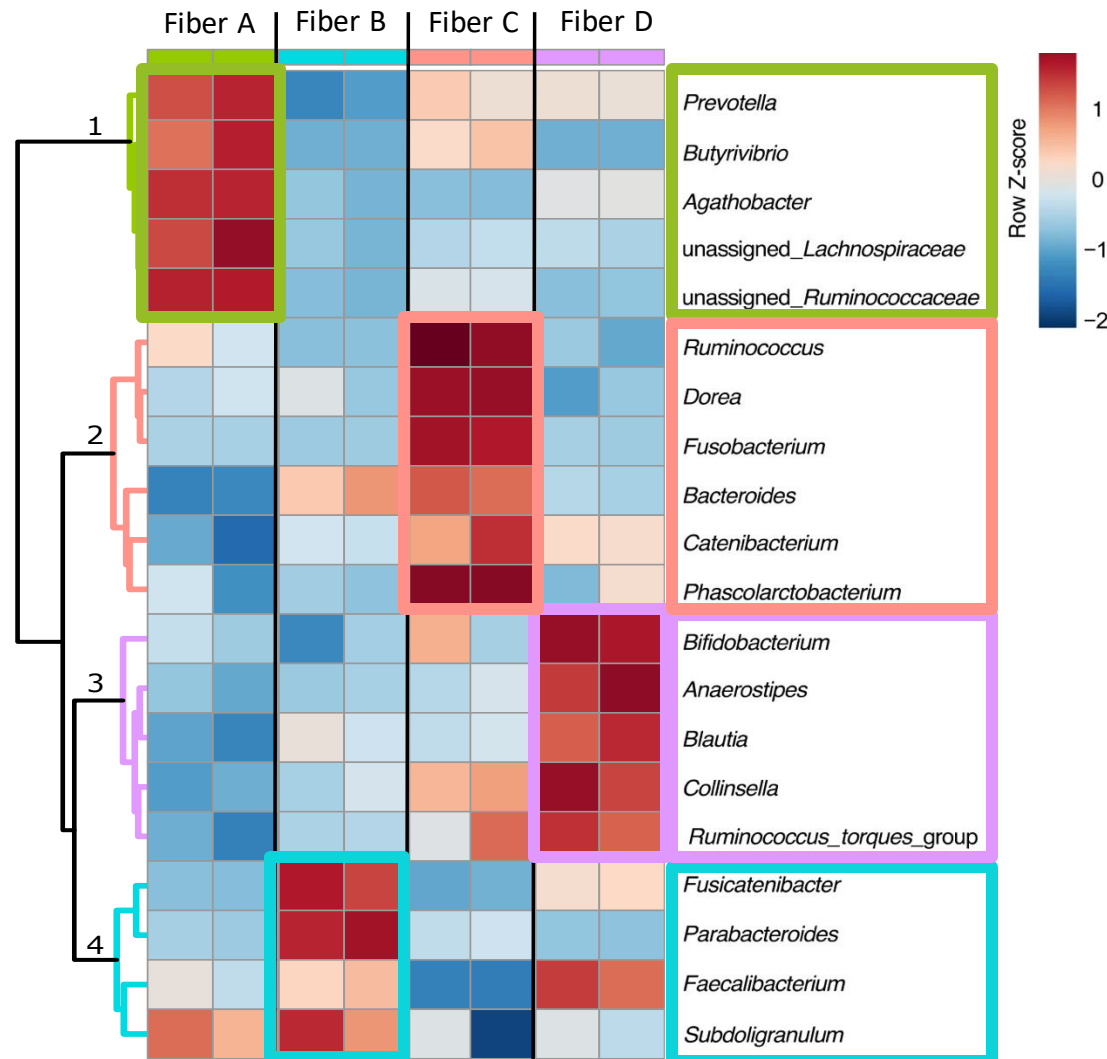 Fiber A
Fiber B
Fiber C
Fiber D
1
2
3
4
Prevotella
Butyrivibrio
Agathobacter
unassigned_Lachnospiraceae
unassigned_Ruminococcaceae
Ruminococcus
Dorea
Fusobacterium
Bacteroides
Catenibacterium
Phascolarctobacterium
Bifidobacterium
Anaerostipes
Blautia
Collinsella
Ruminococcus_torques_group
Fusicatenibacter
Parabacteroides
Faecalibacterium
Subdoligranulum
Row Z-score
1
0
−1
−2